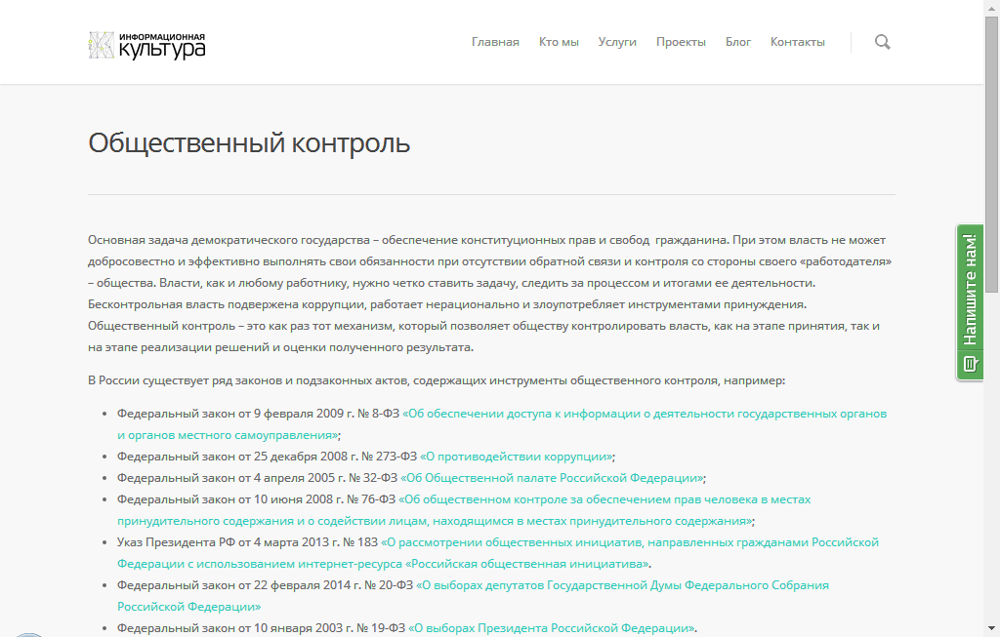 ИНФОРМАЦИОННАЯ
культура
Главная Кто мы Услуги Проекты Блог Контакты
Общественный контроль
Основная задача демократического государства – обеспечение конституционных прав и свобод гражданина. При этом власть не может
добросовестно и эффективно выполнять свои обязанности при отсутствии обратной связи и контроля со стороны своего «работодателя»
– общества. Власти, как и любому работнику, нужно четко ставить задачу, следить за процессом и итогами ее деятельности.
Бесконтрольная власть подвержена коррупции, работает нерационально и злоупотребляет инструментами принуждения.
Общественный контроль – это как раз тот механизм, который позволяет обществу контролировать власть, как на этапе принятия, так и
на этапе реализации решений и оценки полученного результата.
Напишите нам!
В России существует ряд законов и подзаконных актов, содержащих инструменты общественного контроля, например:
• Федеральный закон от 9 февраля 2009 г. № 8-ФЗ «Об обеспечении доступа к информации о деятельности государственных органов
и органов местного самоуправления»;
• Федеральный закон от 25 декабря 2008 г. № 273-ФЗ «О противодействии коррупции»;
• Федеральный закон от 4 апреля 2005 г. № 32-ФЗ «Об Общественной палате Российской Федерации»;
• Федеральный закон от 10 июня 2008 г. № 76-ФЗ «Об общественном контроле за обеспечением прав человека в местах
принудительного содержания и о содействии лицам, находящимся в местах принудительного содержания»;
• Указ Президента РФ от 4 марта 2013 г. № 183 «О рассмотрении общественных инициатив, направленных гражданами Российской
Федерации с использованием интернет-ресурса «Российская общественная инициатива».
• Федеральный закон от 22 февраля 2014 г. № 20-ФЗ «О выборах депутатов Государственной Думы Федерального Собрания
Российской Федерации»
• Федеральный закон от 10 января 2003 г. № 19-ФЗ «О выборах Президента Российской Федерации».